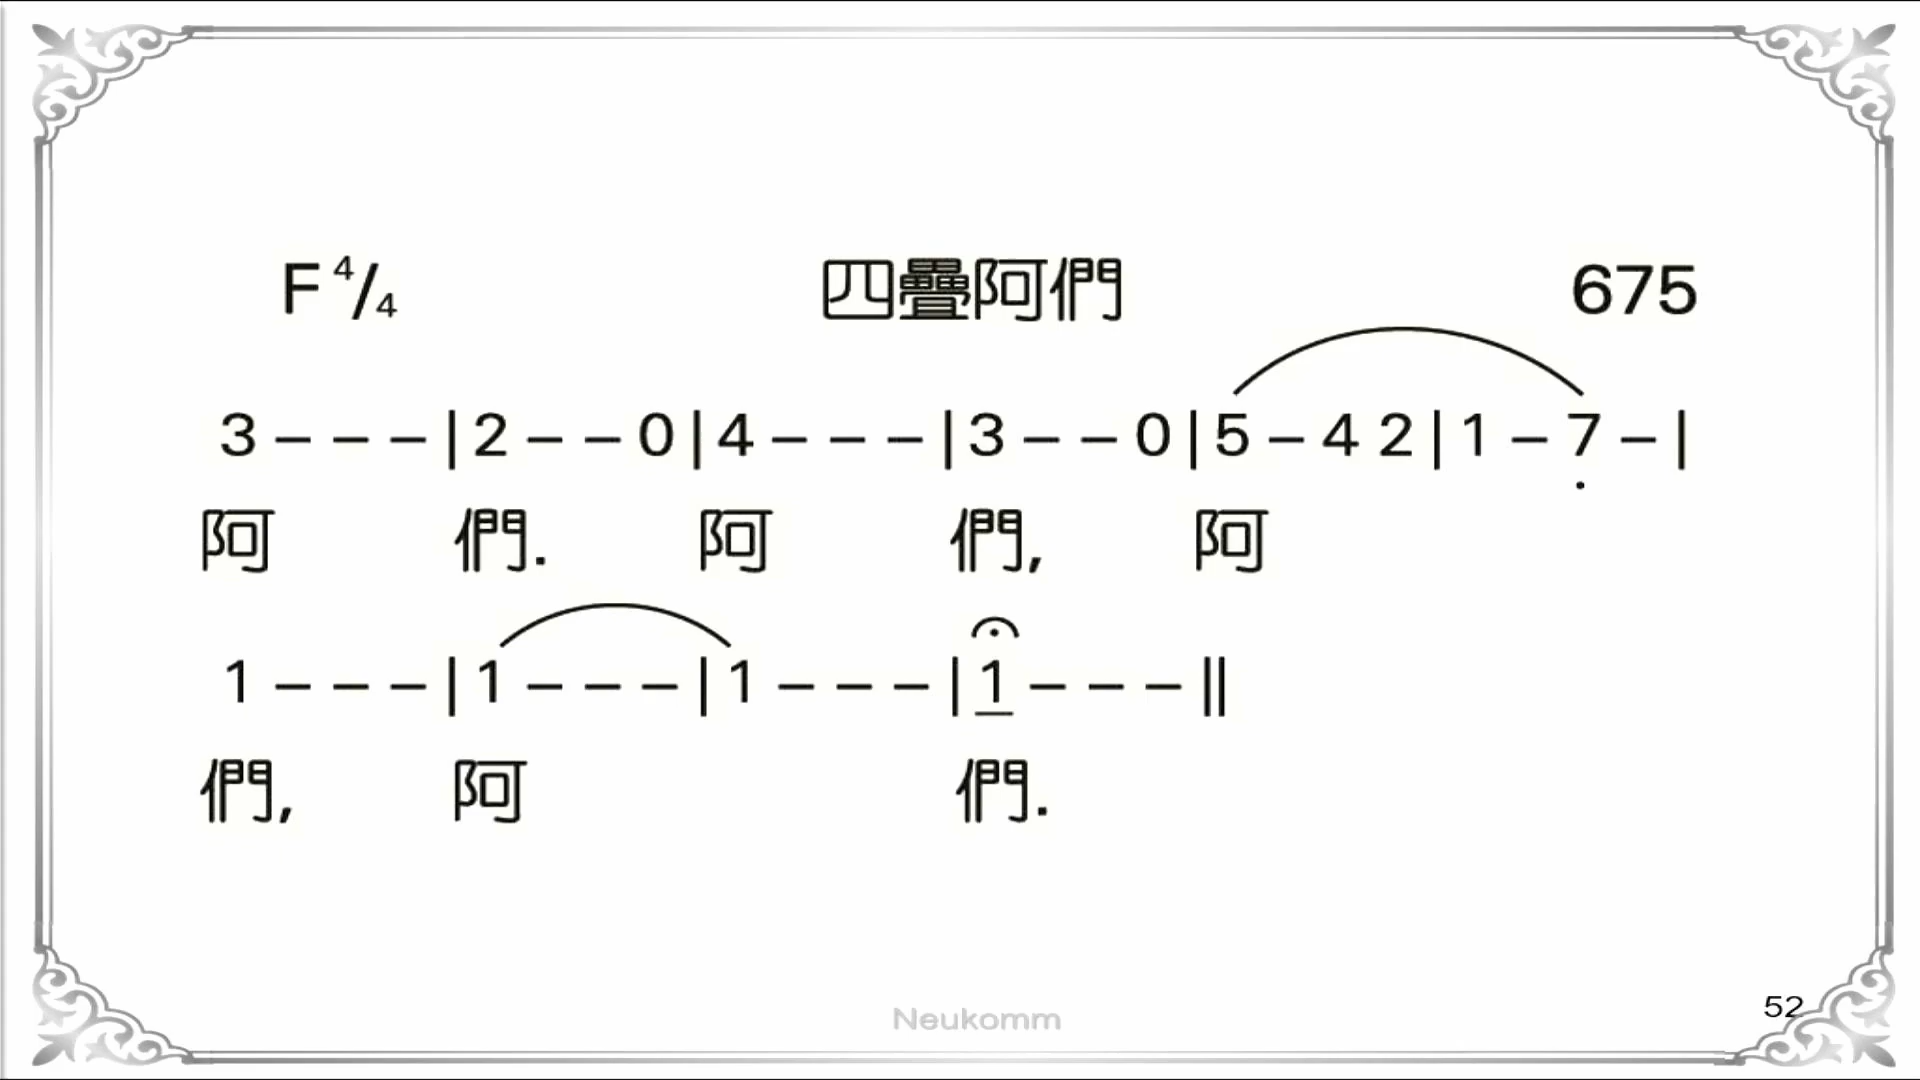 F 4/4 四疊阿們 675
3 – – – | 2 – – 0 | 4 – – – | 3 – – 0 | 5 – 4 2 | 1 – 7̣ – |
阿 們. 阿 們, 阿
1 – – – | 1 – – – | 1 – – – | 1 – – – ||
們, 阿 們.
Neukomm
52